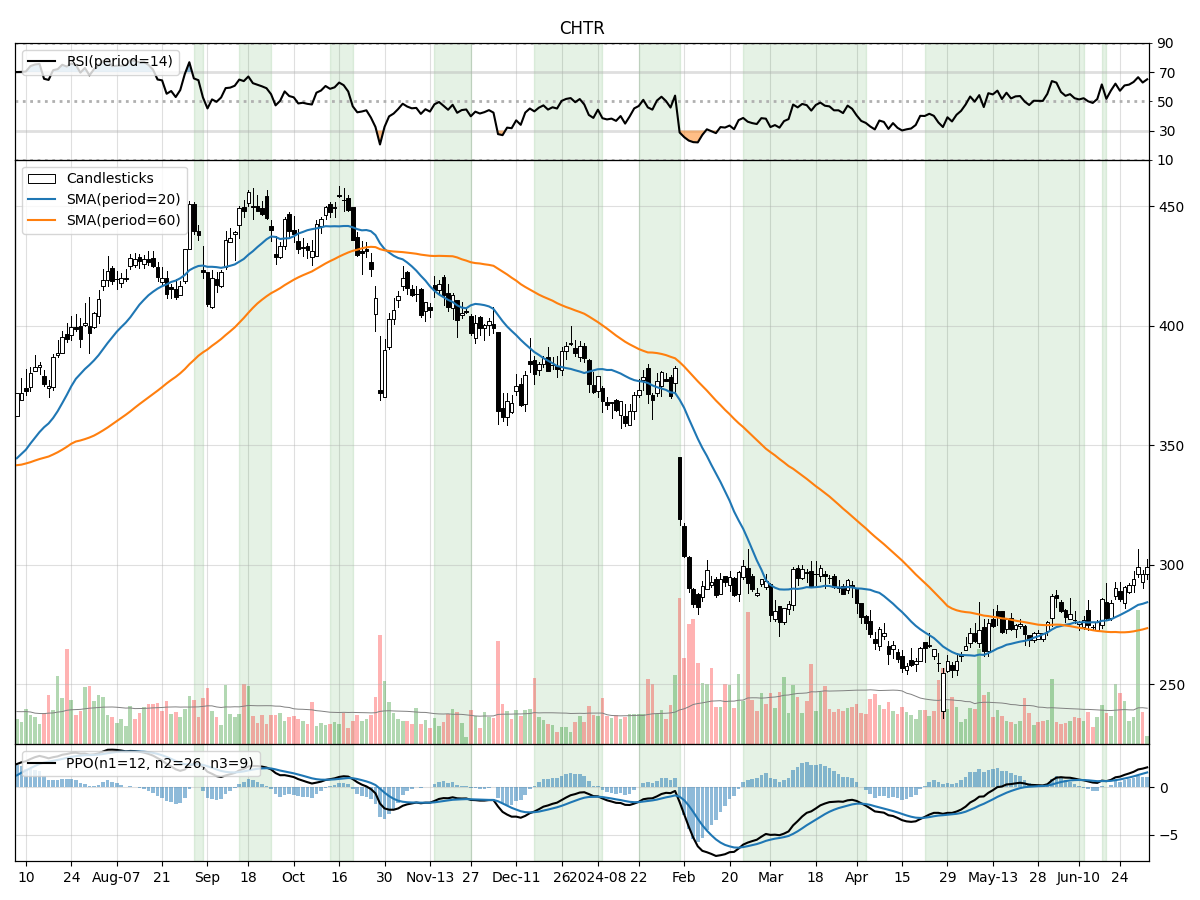 CHTR
RSI(period=14)
90
70
50
30
10
Candlesticks
SMA(period=20)
SMA(period=60)
450
400
350
300
250
PPO(n1=12, n2=26, n3=9)
0
−5
10 24 Aug-07 21 Sep 18 Oct 16 30 Nov-13 27 Dec-11 26 2024-08 22 Feb 20 Mar 18 Apr 15 29 May-13 28 Jun-10 24